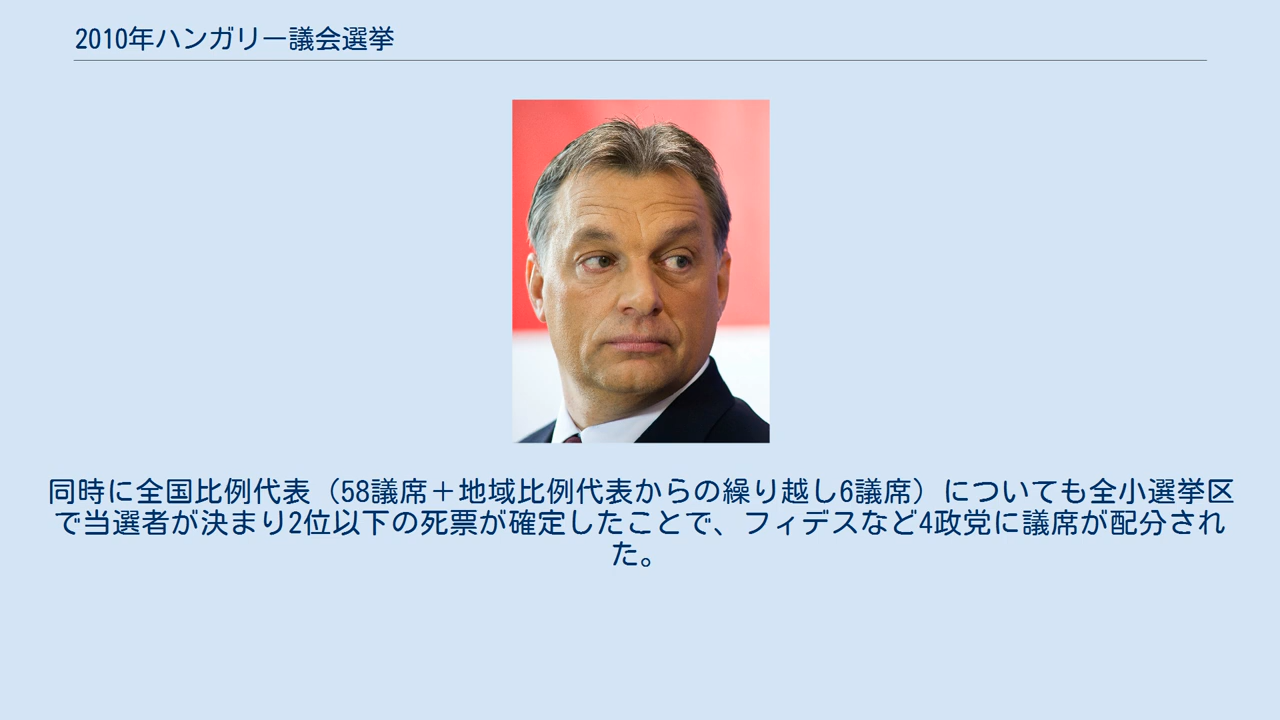 2010年ハンガリー議会選挙
同時に全国比例代表（58議席＋地域比例代表からの繰り越し6議席）についても全小選挙区
で当選者が決まり2位以下の死票が確定したことで、フィデスなど4政党に議席が配分され
た。